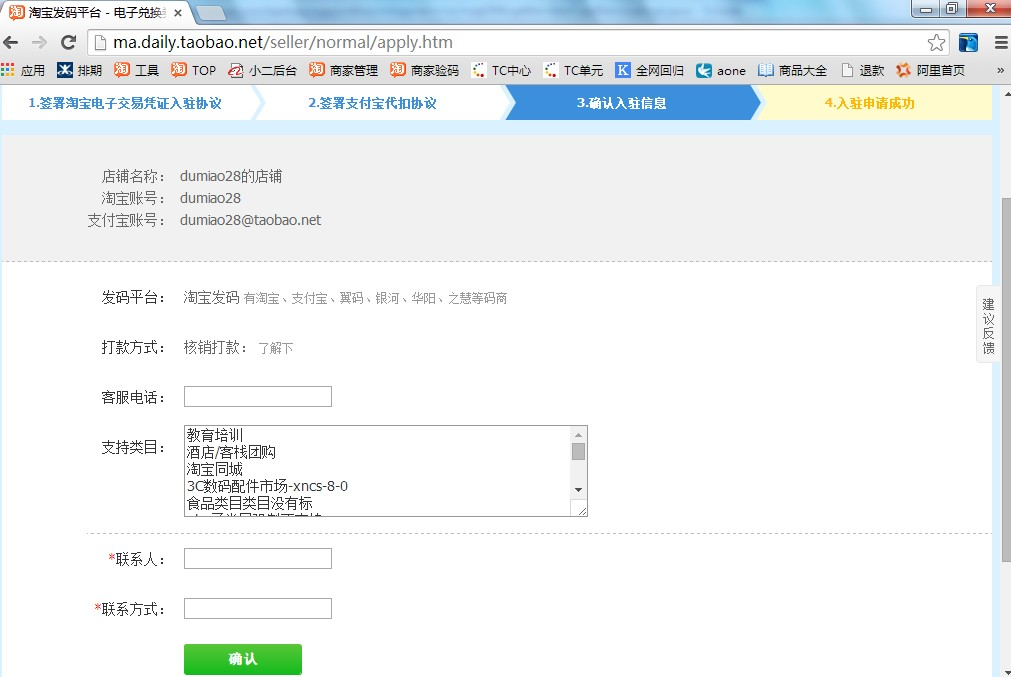 淘宝发码平台 - 电子兑换
ma.daily.taobao.net/seller/normal/apply.htm
应用 排期 工具 TOP 小二后台 商家管理 商家验码 TC中心 TC单元 全网回归 aone 商品大全 退款 阿里首页 »
1.签署淘宝电子交易凭证入驻协议 2.签署支付宝代扣协议 3.确认入驻信息 4.入驻申请成功
店铺名称： dumiao28的店铺
淘宝账号： dumiao28
支付宝账号： dumiao28@taobao.net
发码平台： 淘宝发码 有淘宝、支付宝、翼码、银河、华阳、之慧等码商
建议反馈
打款方式： 核销打款： 了解下
客服电话：
支持类目： 教育培训
酒店/客栈团购
淘宝同城
3C数码配件市场-xncs-8-0
食品类目类目没有标
*联系人：
*联系方式：
确认